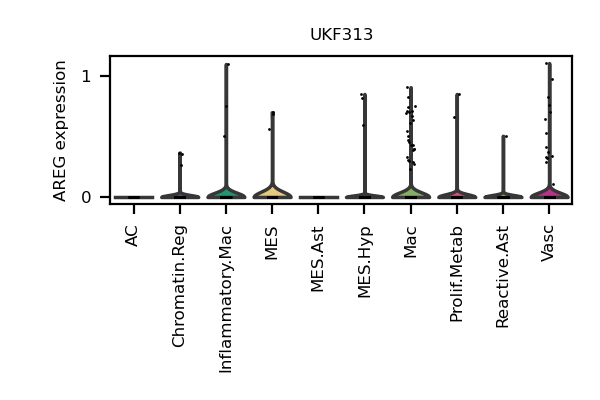 UKF313
AREG expression
1
0
AC
Chromatin.Reg
Inflammatory.Mac
MES
MES.Ast
MES.Hyp
Mac
Prolif.Metab
Reactive.Ast
Vasc